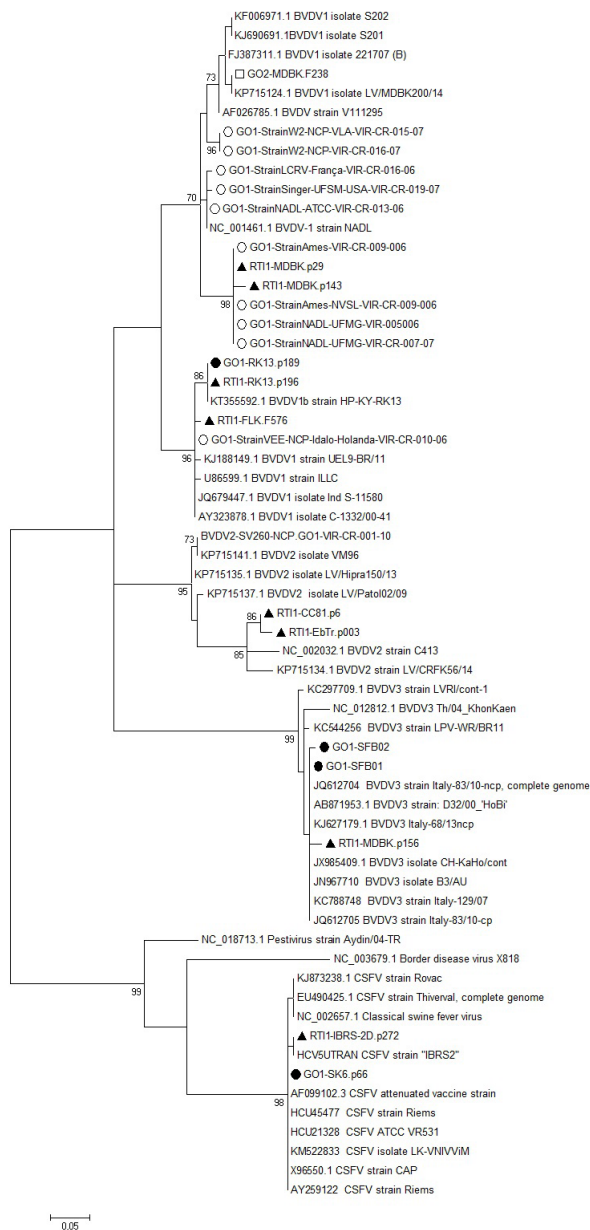 KF006971.1 BVDV1 isolate S202
KJ690691.1BVDV1 isolate S201
FJ387311.1 BVDV1 isolate 221707 (B)
73
GO2-MDBK.F238
KP715124.1 BVDV1 isolate LV/MDBK200/14
AF026785.1 BVDV strain V111295
GO1-StrainW2-NCP-VLA-VIR-CR-015-07
96
GO1-StrainW2-NCP-VIR-CR-016-07
GO1-StrainLCRV-França-VIR-CR-016-06
GO1-StrainSinger-UFSM-USA-VIR-CR-019-07
70
GO1-StrainNADL-ATCC-VIR-CR-013-06
NC_001461.1 BVDV-1 strain NADL
GO1-StrainAmes-VIR-CR-009-006
RTI1-MDBK.p29
RTI1-MDBK.p143
98
GO1-StrainAmes-NVSL-VIR-CR-009-006
GO1-StrainNADL-UFMG-VIR-005006
GO1-StrainNADL-UFMG-VIR-CR-007-07
GO1-RK13.p189
86
RTI1-RK13.p196
KT355592.1 BVDV1b strain HP-KY-RK13
RTI1-FLK.F576
GO1-StrainVEE-NCP-Idalo-Holanda-VIR-CR-010-06
96
KJ188149.1 BVDV1 strain UEL9-BR/11
U86599.1 BVDV1 strain ILLC
JQ679447.1 BVDV1 isolate Ind S-11580
AY323878.1 BVDV1 isolate C-1332/00-41
BVDV2-SV260-NCP.GO1-VIR-CR-001-10
73
KP715141.1 BVDV2 isolate VM96
KP715135.1 BVDV2 isolate LV/Hipra150/13
95
KP715137.1 BVDV2 isolate LV/Patol02/09
86
RTI1-CC81.p6
RTI1-EbTr.p003
85
NC_002032.1 BVDV2 strain C413
KP715134.1 BVDV2 strain LV/CRFK56/14
KC297709.1 BVDV3 strain LVRI/cont-1
NC_012812.1 BVDV3 Th/04_KhonKaen
99
KC544256 BVDV3 strain LPV-WR/BR11
GO1-SFB02
GO1-SFB01
JQ612704 BVDV3 strain Italy-83/10-ncp, complete genome
AB871953.1 BVDV3 strain: D32/00_'HoBi'
KJ627179.1 BVDV3 Italy-68/13ncp
RTI1-MDBK.p156
JX985409.1 BVDV3 isolate CH-KaHo/cont
JN967710 BVDV3 isolate B3/AU
KC788748 BVDV3 strain Italy-129/07
JQ612705 BVDV3 strain Italy-83/10-cp
NC_018713.1 Pestivirus strain Aydin/04-TR
NC_003679.1 Border disease virus X818
99
KJ873238.1 CSFV strain Rovac
EU490425.1 CSFV strain Thiverval, complete genome
NC_002657.1 Classical swine fever virus
RTI1-IBRS-2D.p272
HCV5UTRAN CSFV strain "IBRS2"
GO1-SK6.p66
98
AF099102.3 CSFV attenuated vaccine strain
HCU45477 CSFV strain Riems
HCU21328 CSFV ATCC VR531
KM522833 CSFV isolate LK-VNIVViM
X96550.1 CSFV strain CAP
AY259122 CSFV strain Riems
0.05